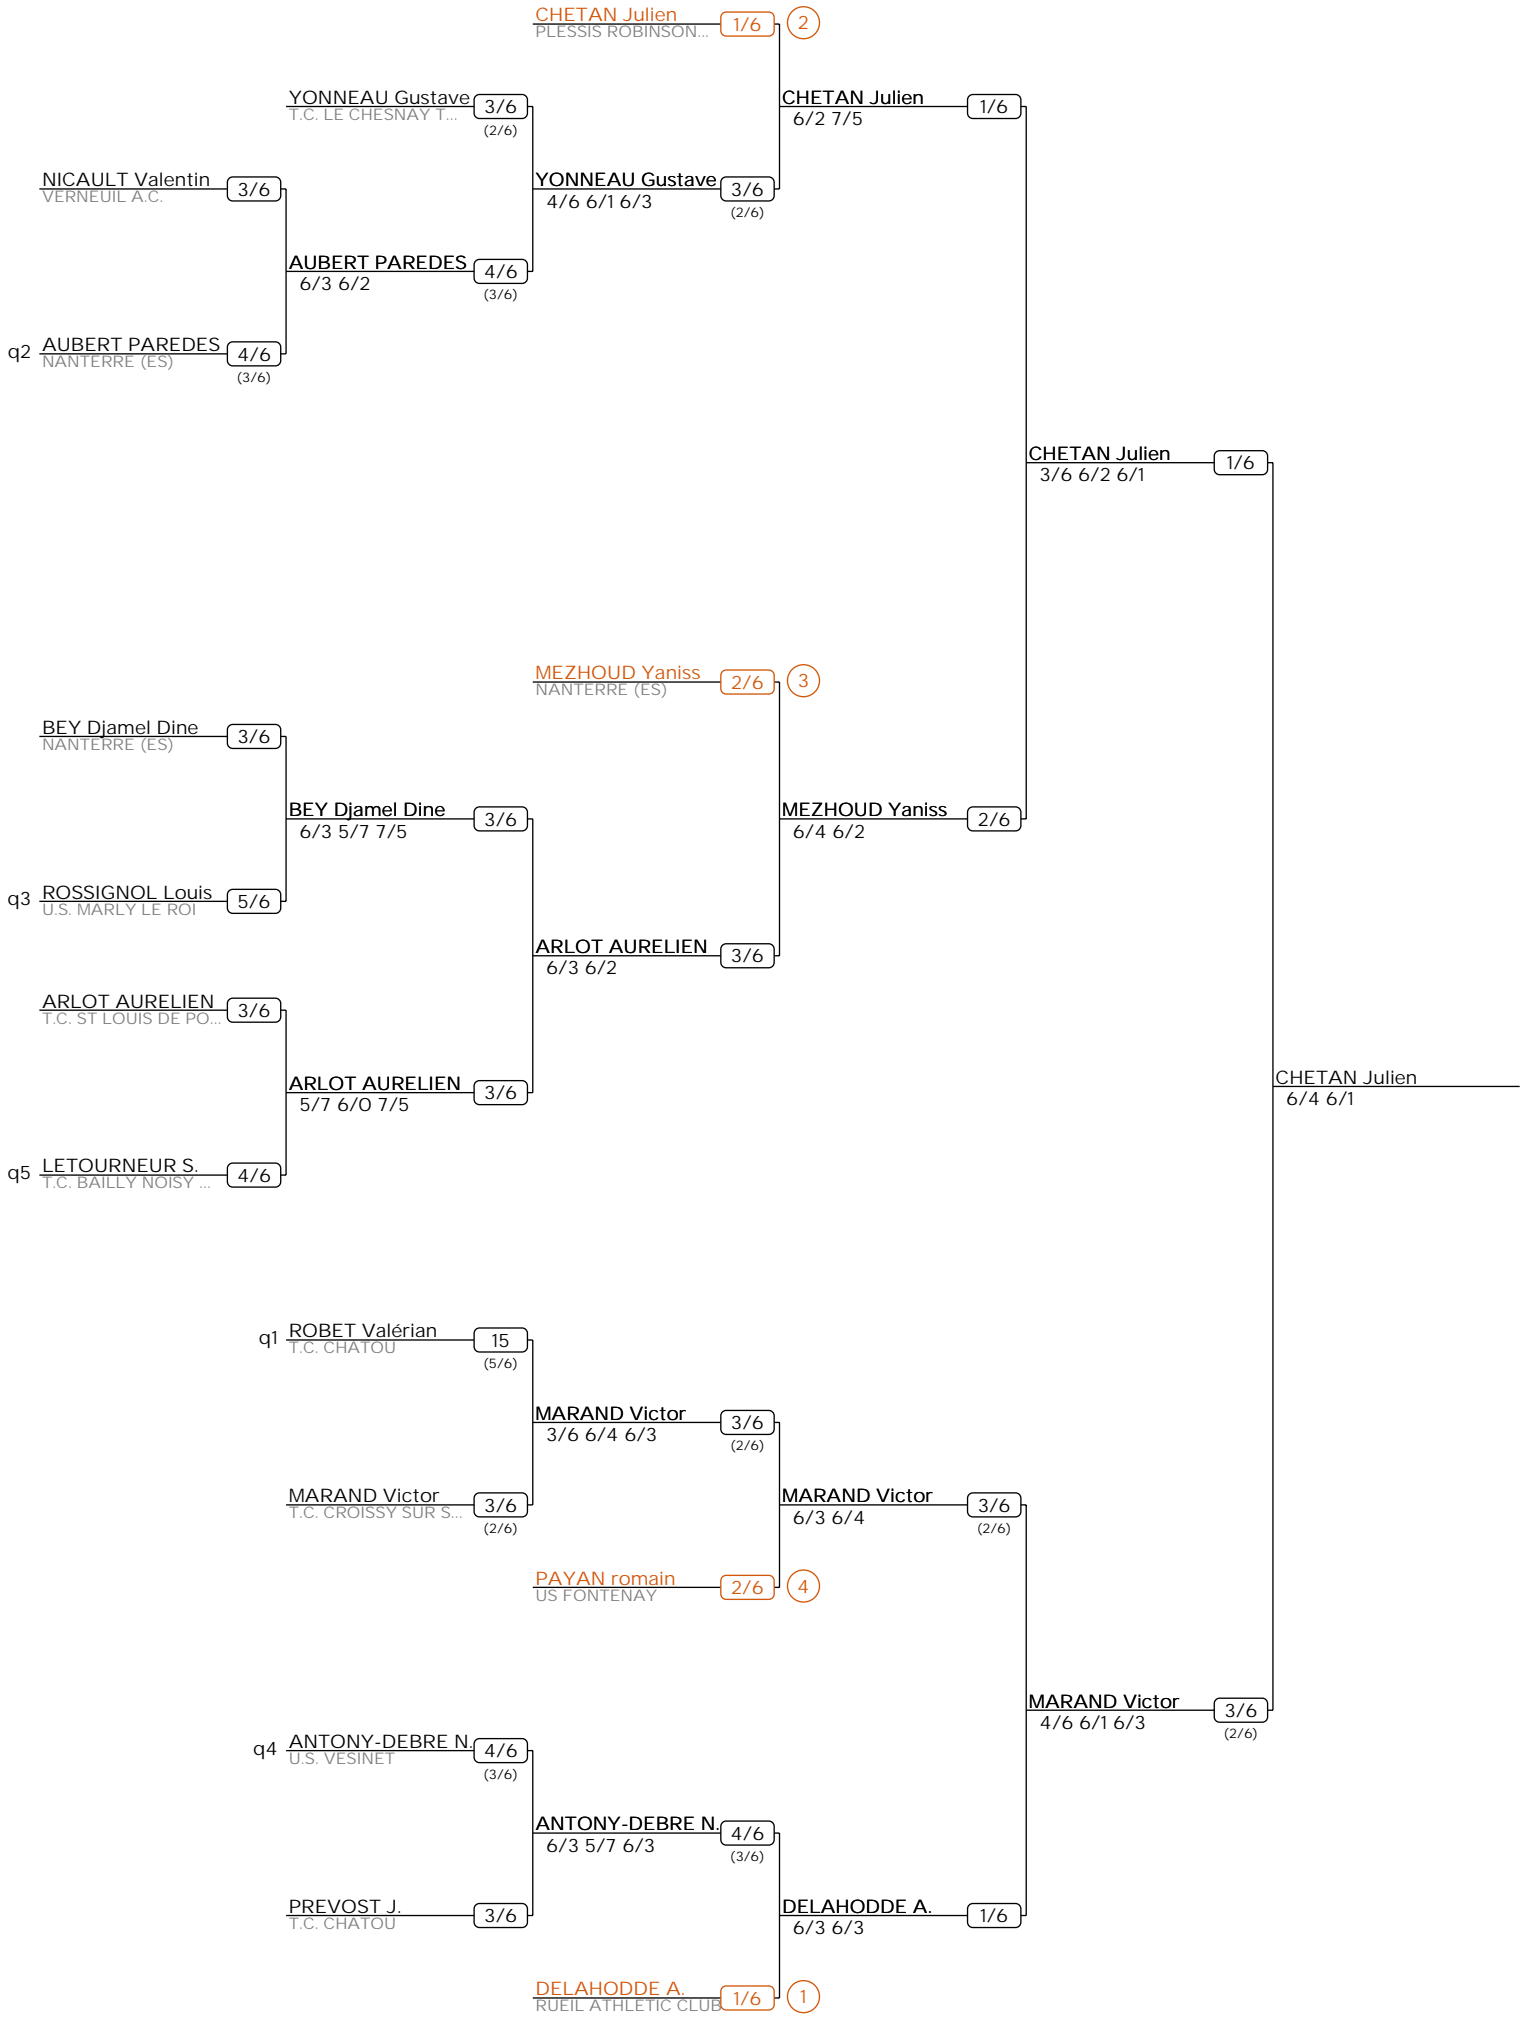 CHETAN Julien 1/6 2
PLESSIS ROBINSON...
YONNEAU Gustave 3/6
T.C. LE CHESNAY T...
(2/6)
CHETAN Julien 1/6
6/2 7/5
NICAULT Valentin 3/6
VERNEUIL A.C.
YONNEAU Gustave 3/6
4/6 6/1 6/3
(2/6)
AUBERT PAREDES 4/6
6/3 6/2
(3/6)
q2 AUBERT PAREDES 4/6
NANTERRE (ES)
(3/6)
CHETAN Julien 1/6
3/6 6/2 6/1
MEZHOUD Yaniss 2/6 3
NANTERRE (ES)
BEY Djamel Dine 3/6
NANTERRE (ES)
BEY Djamel Dine 3/6
6/3 5/7 7/5
MEZHOUD Yaniss 2/6
6/4 6/2
q3 ROSSIGNOL Louis 5/6
U.S. MARLY LE ROI
ARLOT AURELIEN 3/6
6/3 6/2
ARLOT AURELIEN 3/6
T.C. ST LOUIS DE PO...
ARLOT AURELIEN 3/6
5/7 6/0 7/5
CHETAN Julien
6/4 6/1
q5 LETOURNEUR S. 4/6
T.C. BAILLY NOISY ...
q1 ROBET Valérian 15
T.C. CHATOU
(5/6)
MARAND Victor 3/6
3/6 6/4 6/3
(2/6)
MARAND Victor 3/6
T.C. CROISSY SUR S...
(2/6)
MARAND Victor 3/6
6/3 6/4
(2/6)
PAYAN romain 2/6 4
US FONTENAY
MARAND Victor 3/6
4/6 6/1 6/3
(2/6)
q4 ANTONY-DEBRE N. 4/6
U.S. VESINET
(3/6)
ANTONY-DEBRE N. 4/6
6/3 5/7 6/3
(3/6)
PREVOST J. 3/6
T.C. CHATOU
DELAHODDE A. 1/6
6/3 6/3
DELAHODDE A. 1/6 1
RUEIL ATHLETIC CLUB